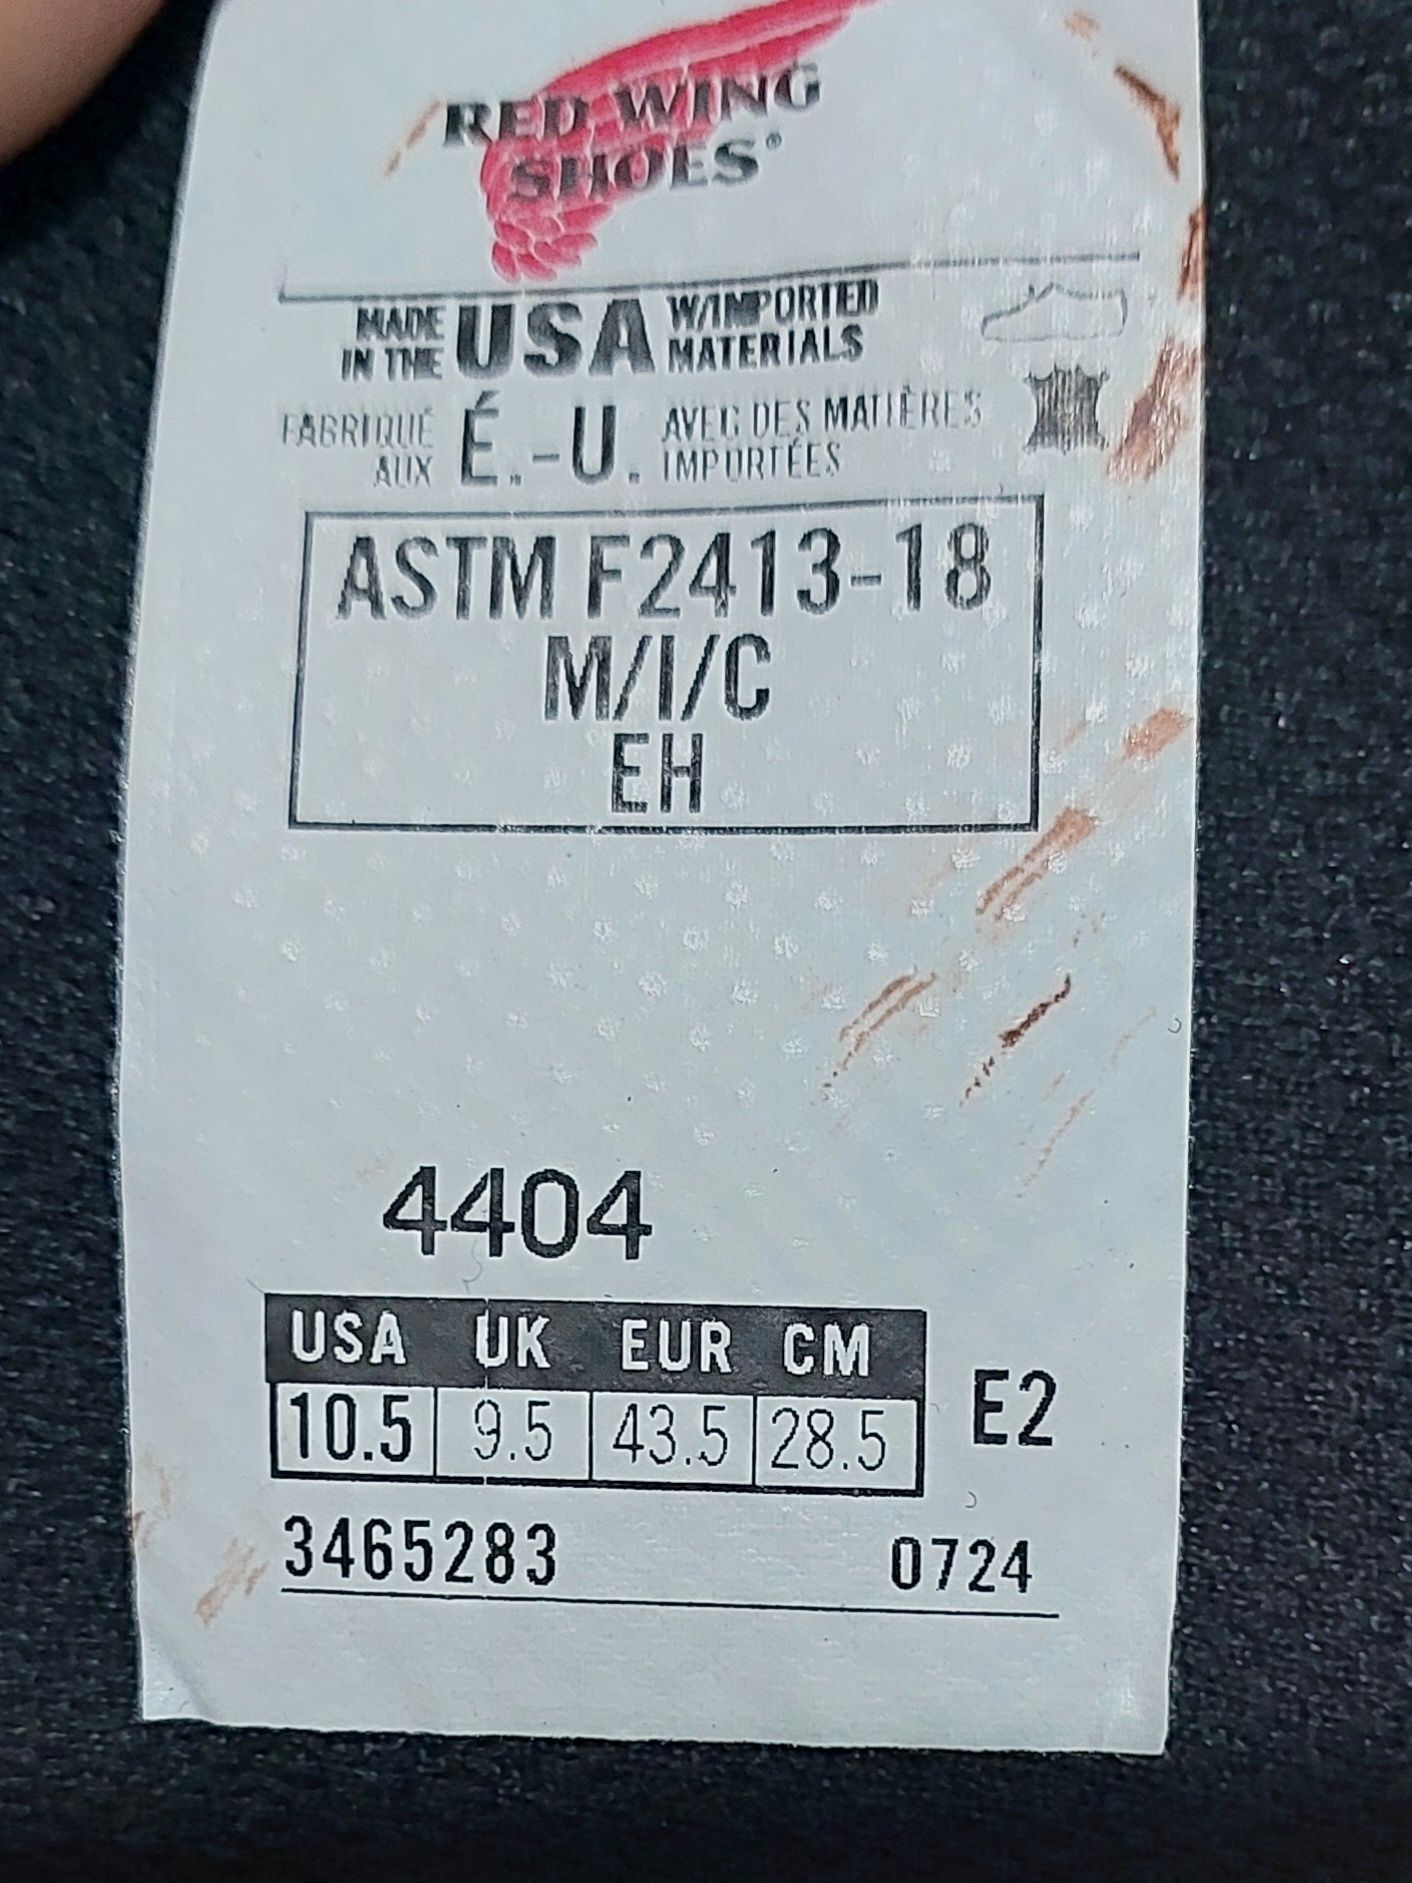 RED WING
SHOES®
MADE IN THE USA W/IMPORTED MATERIALS
FABRIQUÉ AUX É.-U. AVEC DES MATIÈRES IMPORTÉES
ASTM F2413-18
M/I/C
EH
4404
USA UK EUR CM
10.5 9.5 43.5 28.5 E2
3465283 0724